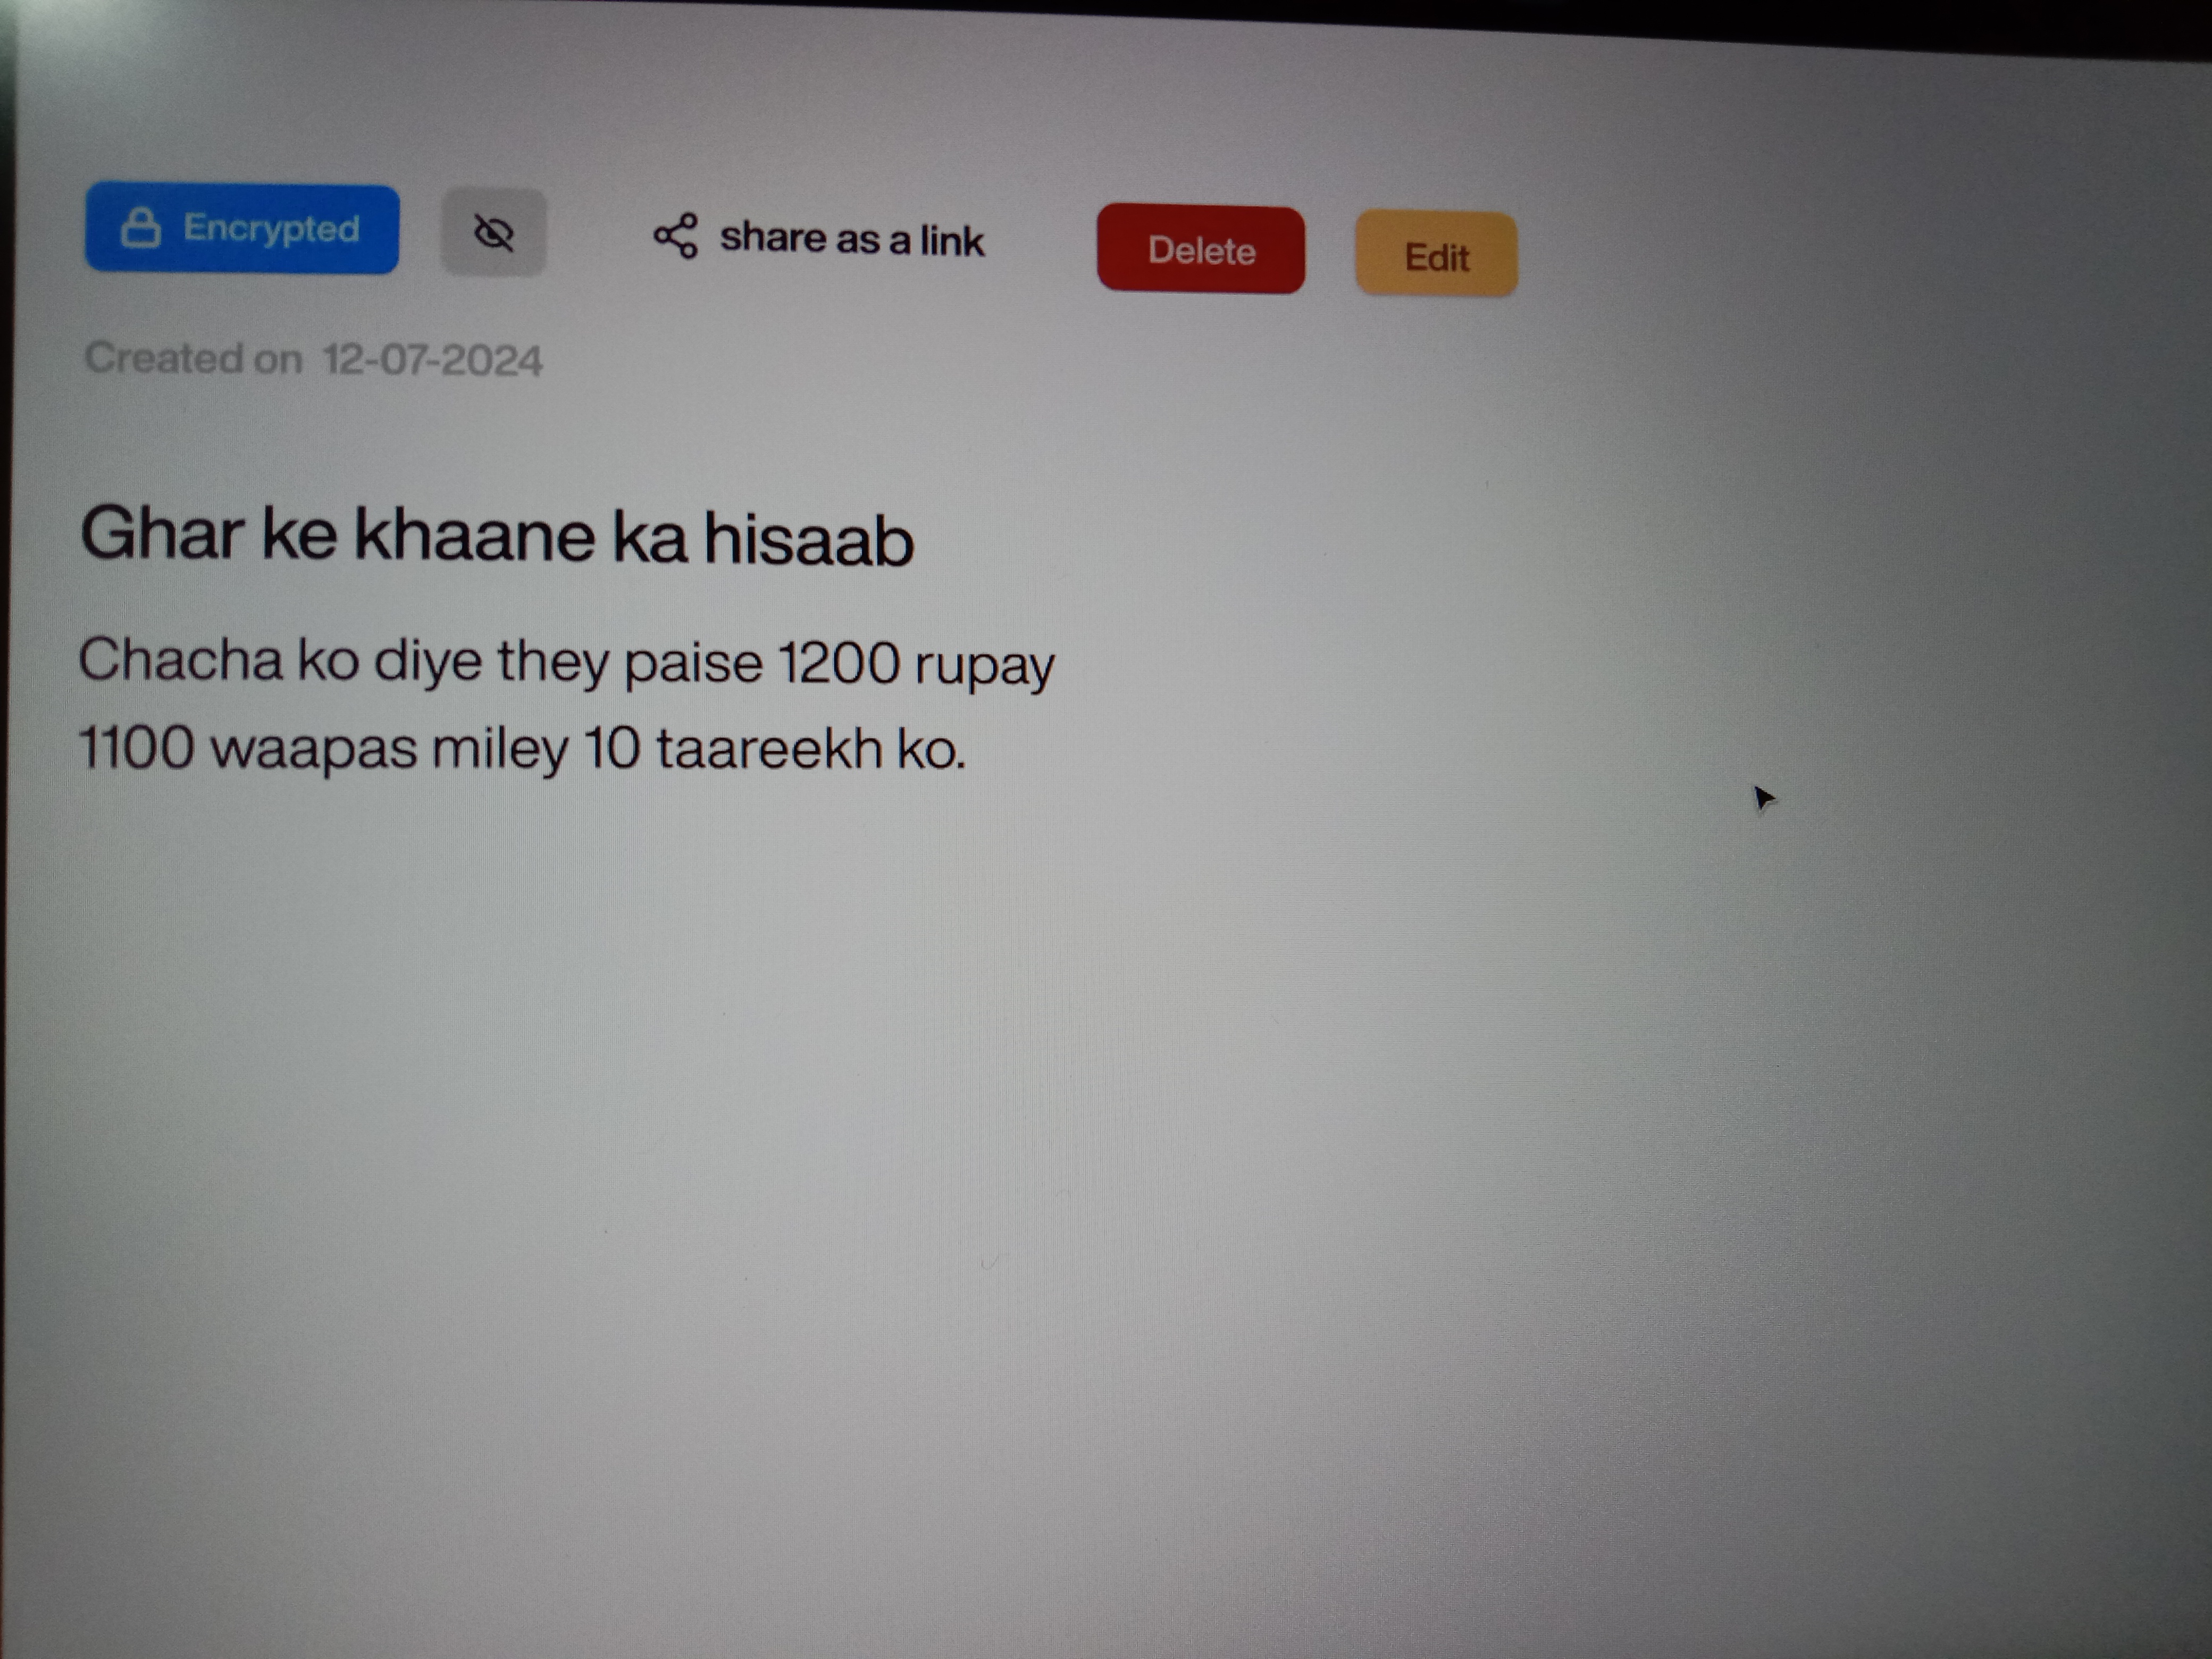 Encrypted share as a link Delete Edit
Created on 12-07-2024
Ghar ke khaane ka hisaab
Chacha ko diye they paise 1200 rupay
1100 waapas miley 10 taareekh ko.